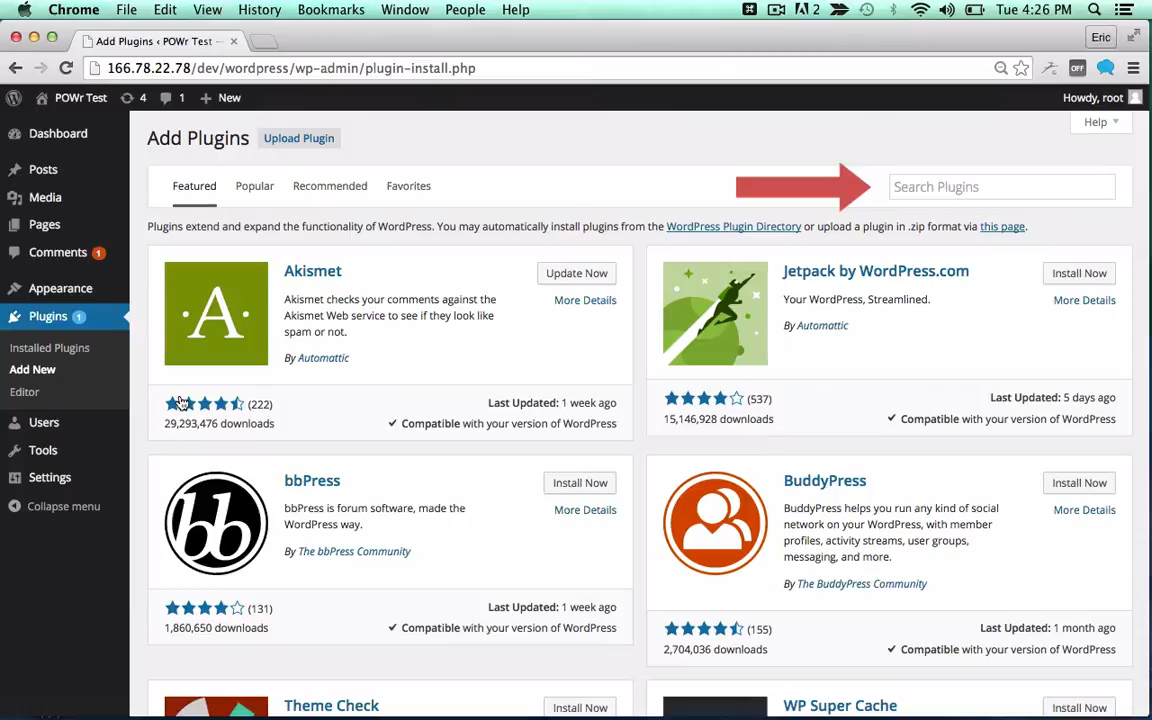 Chrome File Edit View History Bookmarks Window People Help 2 Tue 4:26 PM
Add Plugins ‹ POWr Test — Eric
166.78.22.78/dev/wordpress/wp-admin/plugin-install.php OFF
POWr Test 4 1 New Howdy, root
Dashboard
Posts
Media
Pages
Comments 1
Appearance
Plugins 1
Installed Plugins
Add New
Editor
Users
Tools
Settings
Collapse menu
Add Plugins Upload Plugin Help
Featured Popular Recommended Favorites Search Plugins
Plugins extend and expand the functionality of WordPress. You may automatically install plugins from the WordPress Plugin Directory or upload a plugin in .zip format via this page.
A
Akismet Update Now
More Details
Akismet checks your comments against the
Akismet Web service to see if they look like
spam or not.
By Automattic
(222) Last Updated: 1 week ago
29,293,476 downloads Compatible with your version of WordPress
Jetpack by WordPress.com Install Now
Your WordPress, Streamlined. More Details
By Automattic
(537) Last Updated: 5 days ago
15,146,928 downloads Compatible with your version of WordPress
bb
bbPress Install Now
bbPress is forum software, made the More Details
WordPress way.
By The bbPress Community
(131) Last Updated: 1 week ago
1,860,650 downloads Compatible with your version of WordPress
BuddyPress Install Now
BuddyPress helps you run any kind of social More Details
network on your WordPress, with member
profiles, activity streams, user groups,
messaging, and more.
By The BuddyPress Community
(155) Last Updated: 1 month ago
2,704,036 downloads Compatible with your version of WordPress
Theme Check Install Now
WP Super Cache Install Now